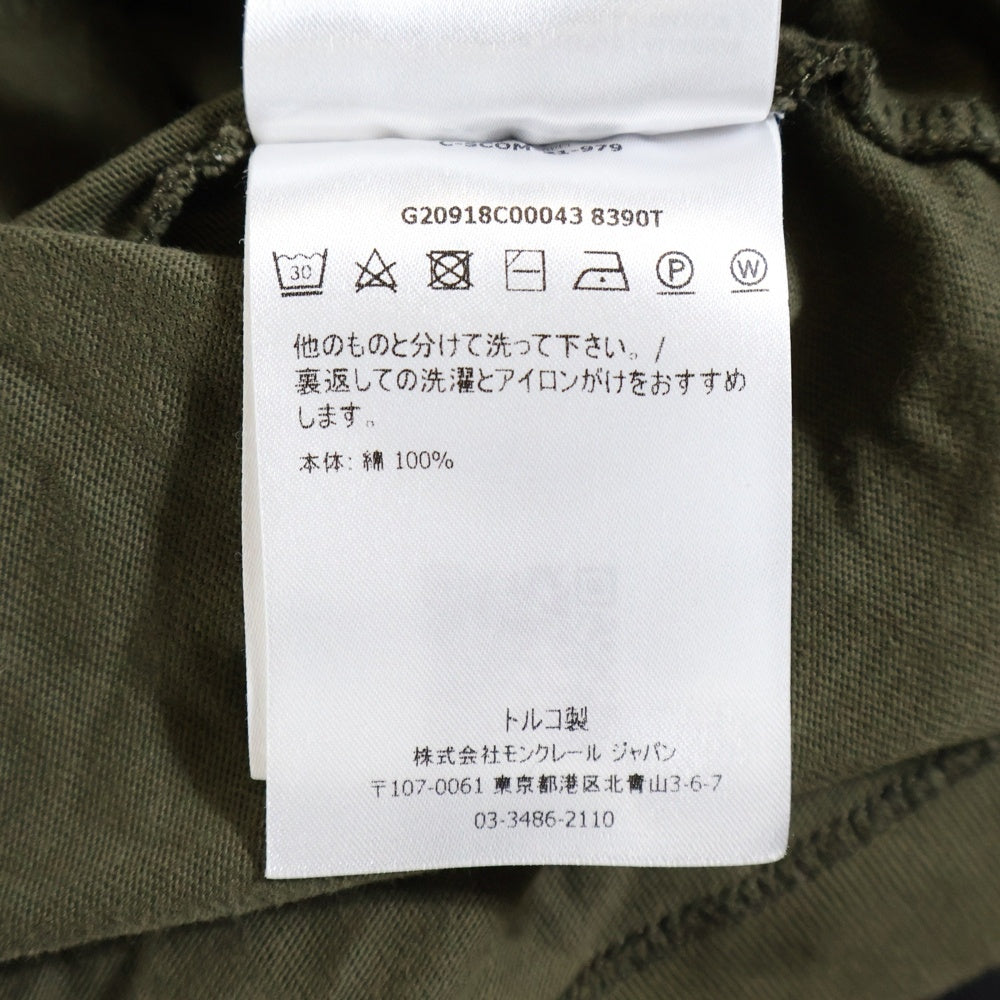 G20918C00043 8390T
30 P W
他のものと分けて洗って下さい。/
裏返しての洗濯とアイロンがけをおすすめ
します。
本体: 綿 100%
トルコ製
株式会社モンクレール ジャパン
〒107-0061 東京都港区北青山3-6-7
03-3486-2110